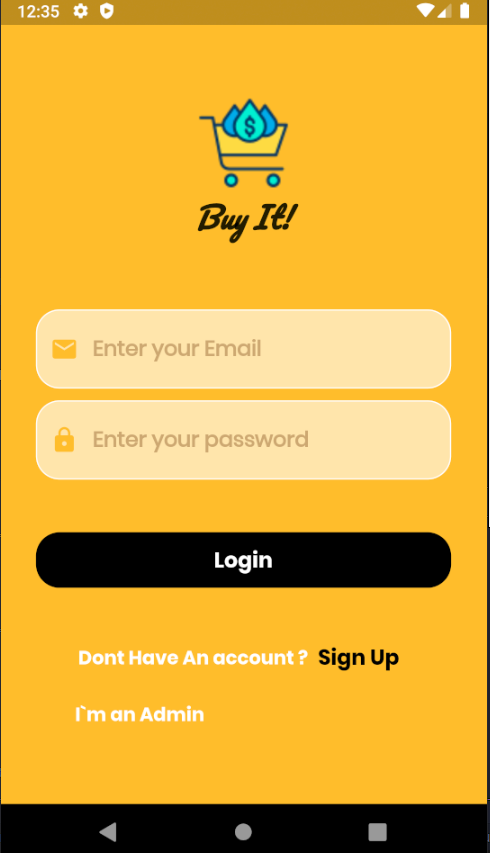 12:35
$
Buy It!
Enter your Email
Enter your password
Login
Dont Have An account ? Sign Up
I`m an Admin